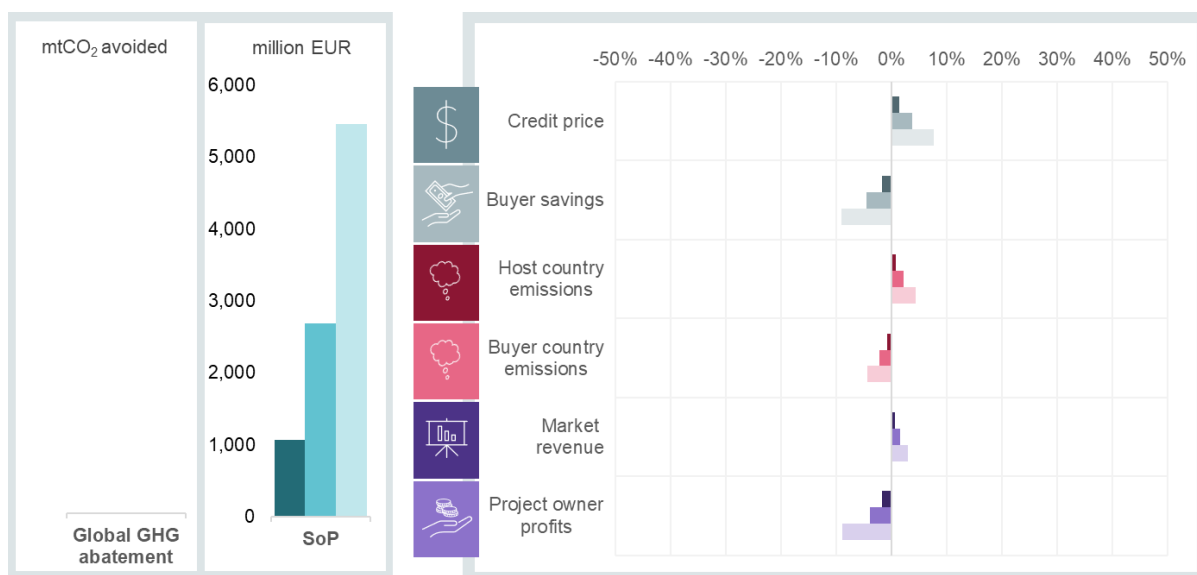 mtCO₂ avoided
Global GHG
abatement
million EUR
6,000
5,000
4,000
3,000
2,000
1,000
0
SoP
-50% -40% -30% -20% -10% 0% 10% 20% 30% 40% 50%
$
Credit price
Buyer savings
Host country
emissions
Buyer country
emissions
Market
revenue
Project owner
profits